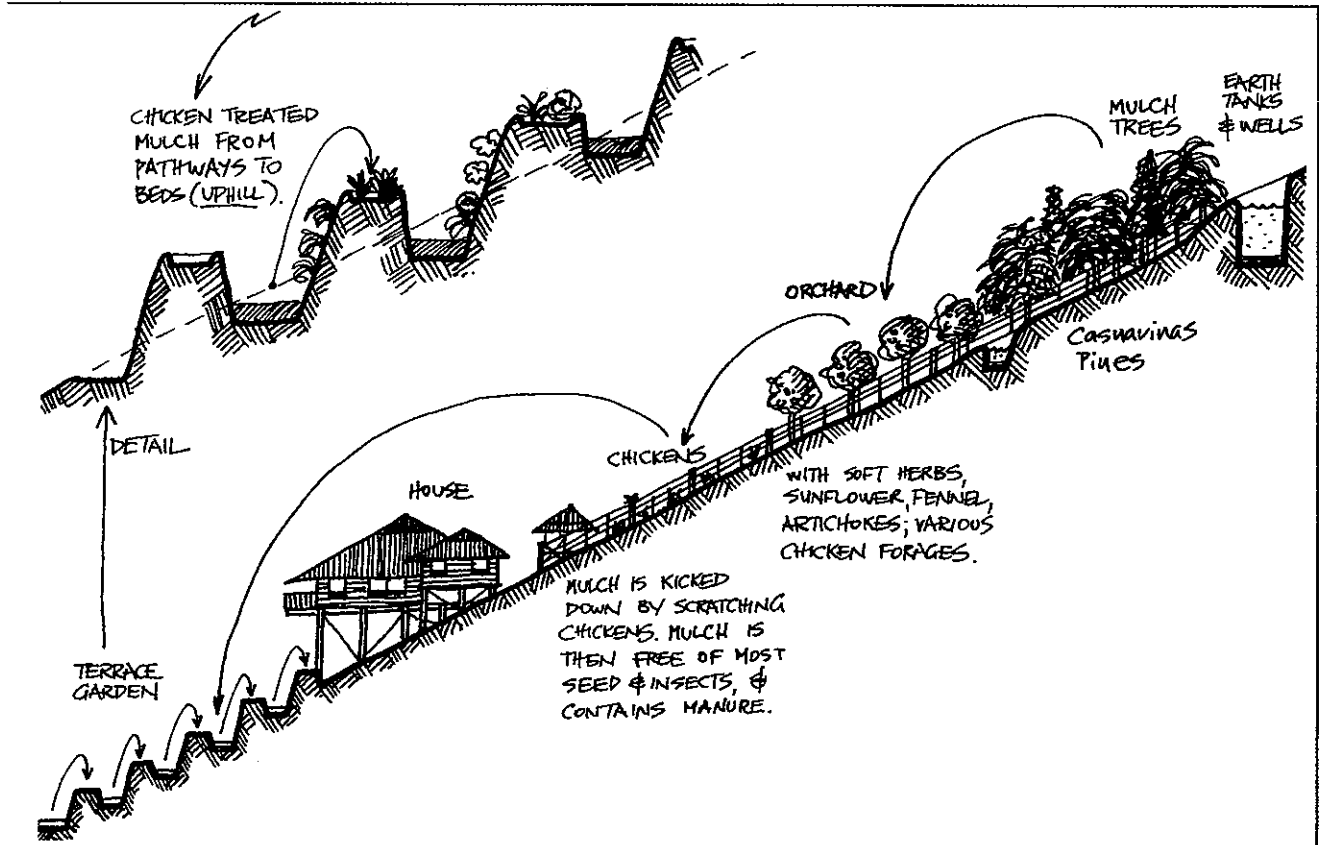 CHICKEN TREATED
MULCH FROM
PATHWAYS TO
BEDS (UPHILL).
EARTH
TANKS
& WELLS
MULCH
TREES
ORCHARD
Casuavinas
Pines
DETAIL
CHICKENS
WITH SOFT HERBS,
SUNFLOWER, FENNEL,
ARTICHOKES; VARIOUS
CHICKEN FORAGES.
HOUSE
MULCH IS KICKED
DOWN BY SCRATCHING
CHICKENS. MULCH IS
THEN FREE OF MOST
SEED & INSECTS, &
CONTAINS MANURE.
TERRACE
GARDEN